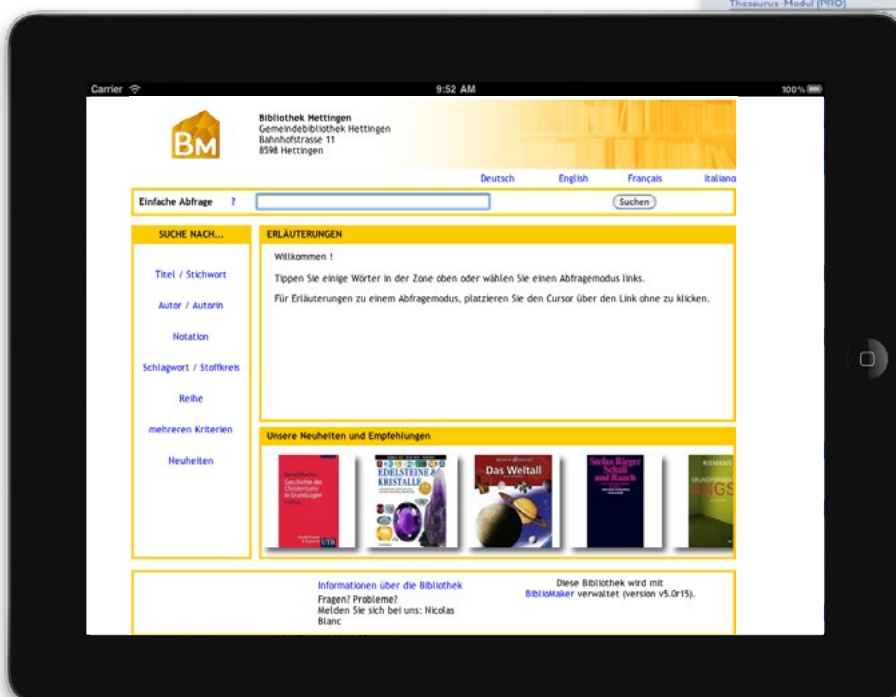 Thesaurus-Modul (PRO)
Carrier
9:52 AM
100%
BM
Bibliothek Hettingen
Gemeindebibliothek Hettingen
Bahnhofstrasse 11
8598 Hettingen
Deutsch English Français Italiano
Einfache Abfrage ? Suchen
SUCHE NACH...
Titel / Stichwort
Autor / Autorin
Notation
Schlagwort / Stoffkreis
Reihe
mehreren Kriterien
Neuheiten
ERLÄUTERUNGEN
Willkommen !
Tippen Sie einige Wörter in der Zone oben oder wählen Sie einen Abfragemodus links.
Für Erläuterungen zu einem Abfragemodus, platzieren Sie den Cursor über den Link ohne zu klicken.
Unsere Neuheiten und Empfehlungen
Geschichte des
Christentums
in Grundzügen
UTB
EDELSTEINE &
KRISTALLE
Das Weltall
Stefan Rieger
Schall
und Rauch
RIEMANN
GRUNDFORMEN
ANGS
Informationen über die Bibliothek
Fragen? Probleme?
Melden Sie sich bei uns: Nicolas
Blanc
Diese Bibliothek wird mit
BiblioMaker verwaltet (version v5.0r15).